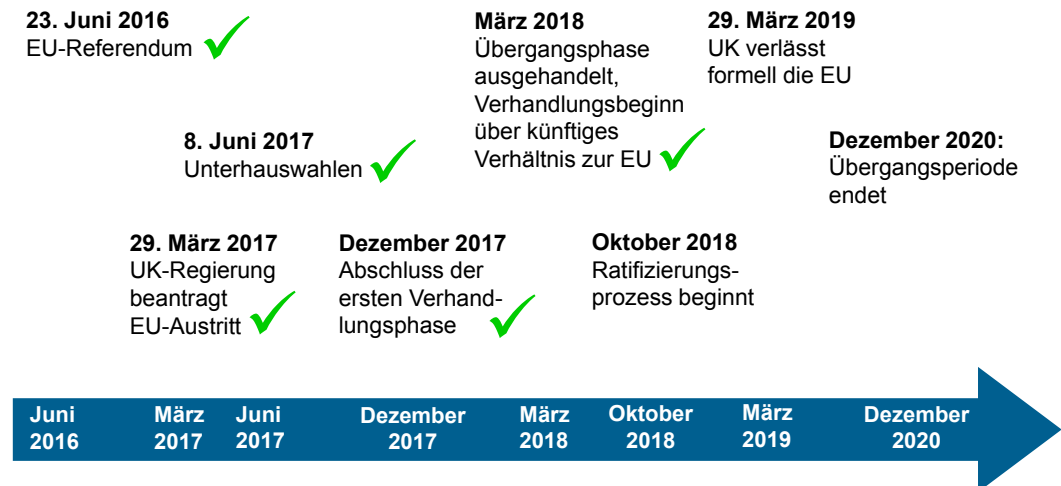 23. Juni 2016
EU-Referendum
8. Juni 2017
Unterhauswahlen
29. März 2017
UK-Regierung
beantragt
EU-Austritt
Dezember 2017
Abschluss der
ersten Verhand-
lungsphase
März 2018
Übergangsphase
ausgehandelt,
Verhandlungsbeginn
über künftiges
Verhältnis zur EU
Oktober 2018
Ratifizierungs-
prozess beginnt
29. März 2019
UK verlässt
formell die EU
Dezember 2020:
Übergangsperiode
endet
Juni
2016
März
2017
Juni
2017
Dezember
2017
März
2018
Oktober
2018
März
2019
Dezember
2020